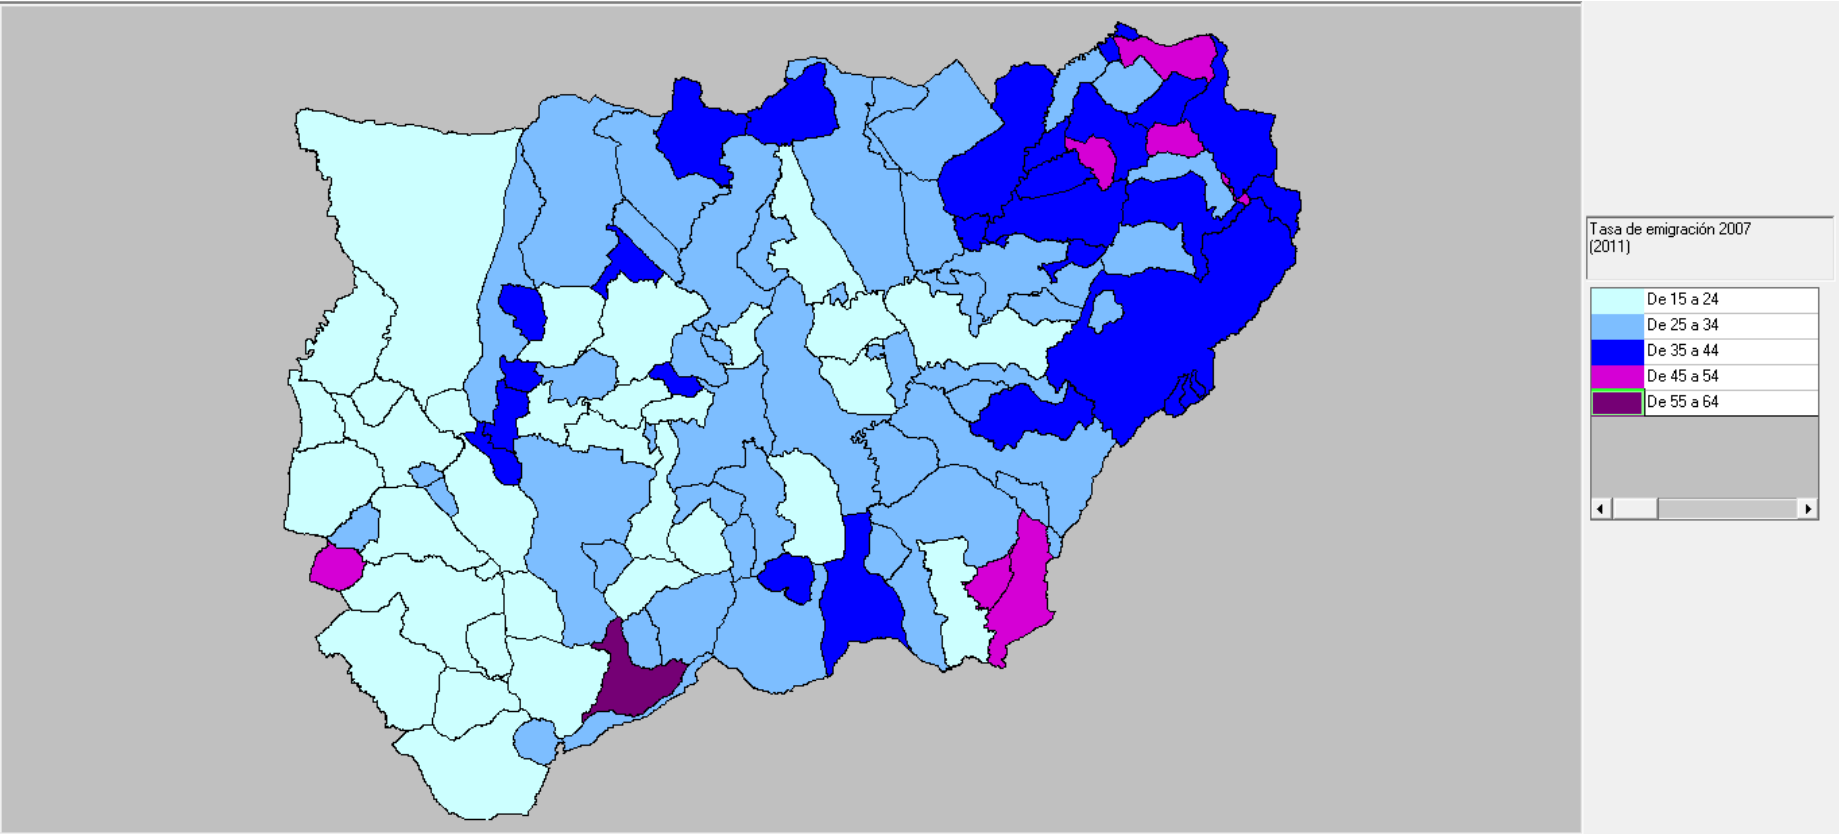 Tasa de emigración 2007
(2011)
De 15 a 24
De 25 a 34
De 35 a 44
De 45 a 54
De 55 a 64